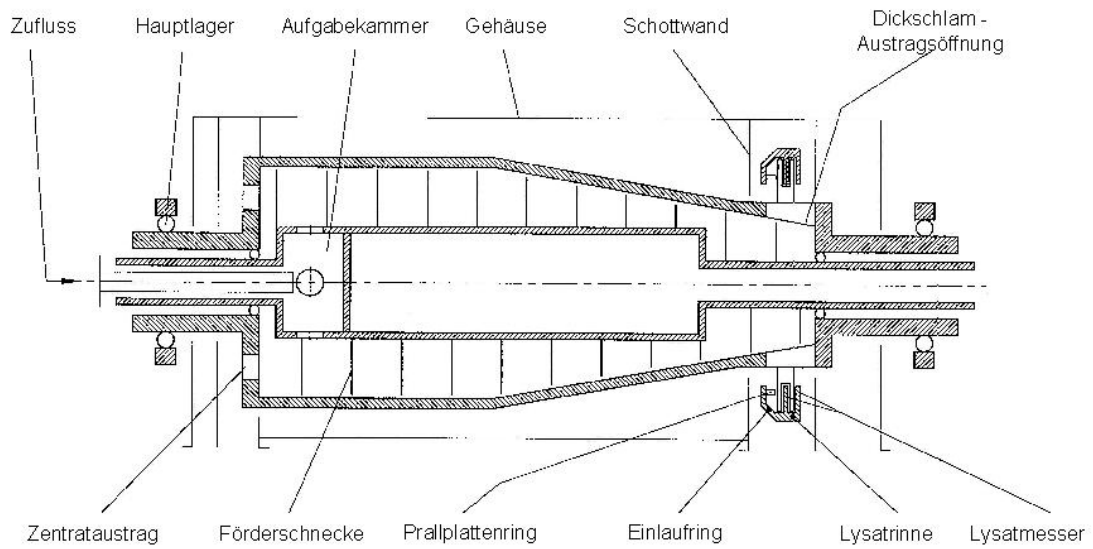 Zufluss
Hauptlager
Aufgabekammer
Gehäuse
Schottwand
Dickschlam -
Austragsöffnung
Zentrataustrag
Förderschnecke
Prallplattenring
Einlaufring
Lysatrinne
Lysatmesser